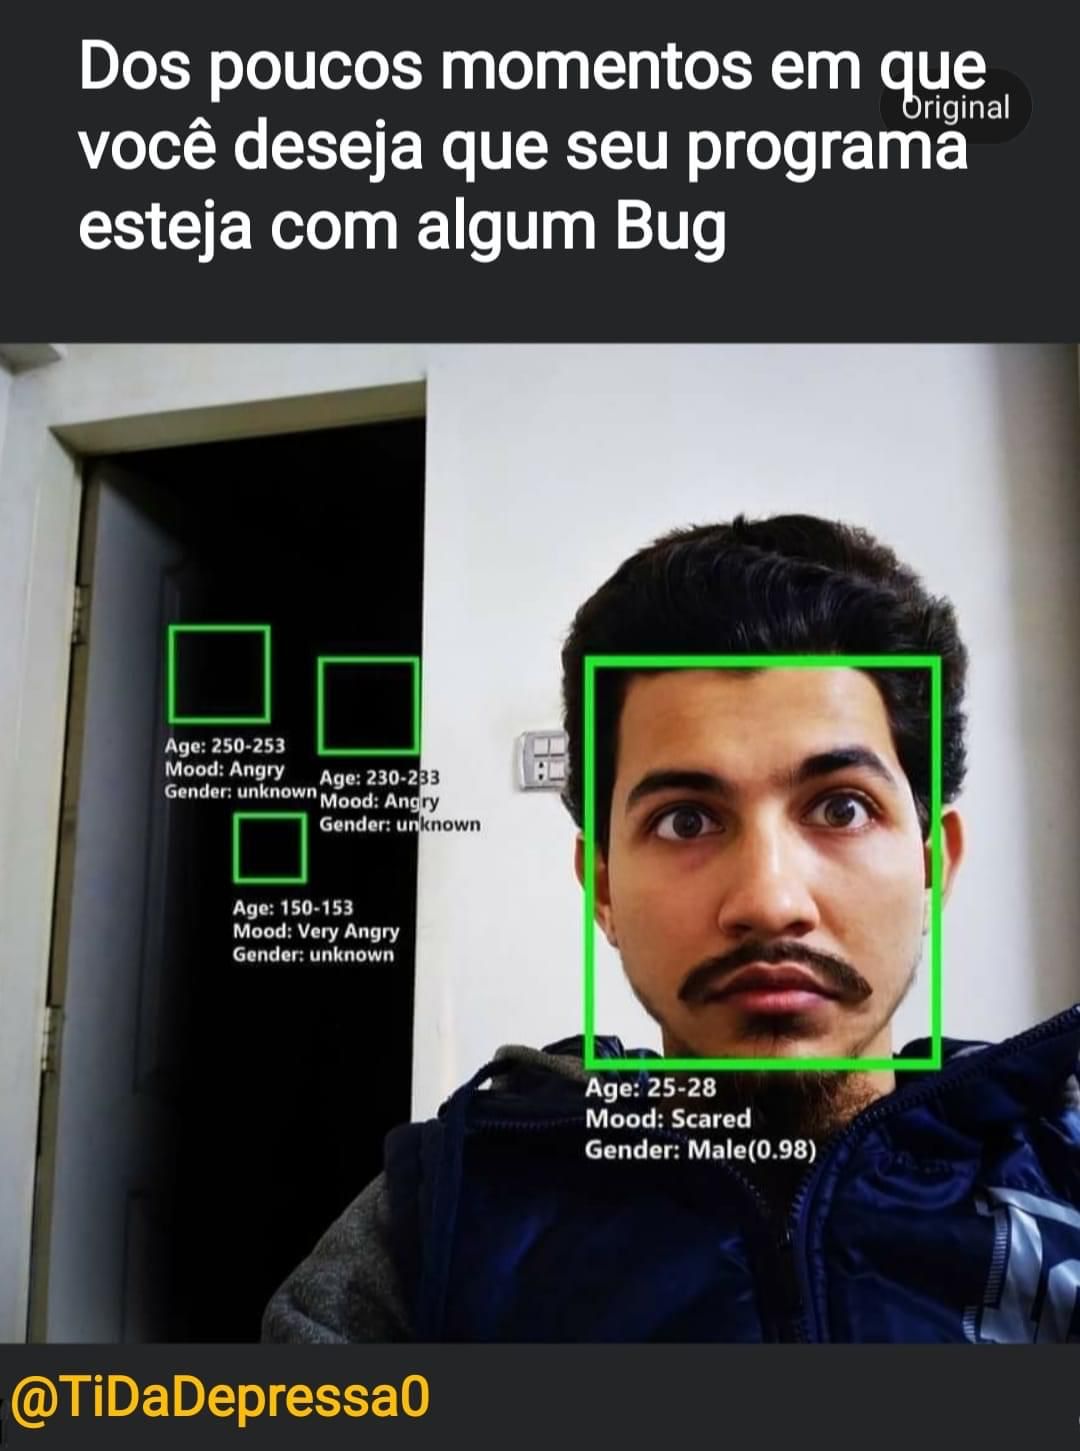 Dos poucos momentos em que
Original
você deseja que seu programa
esteja com algum Bug
Age: 250-253
Mood: Angry
Gender: unknown
Age: 230-233
Mood: Angry
Gender: unknown
Age: 150-153
Mood: Very Angry
Gender: unknown
Age: 25-28
Mood: Scared
Gender: Male(0.98)
@TiDaDepressa0